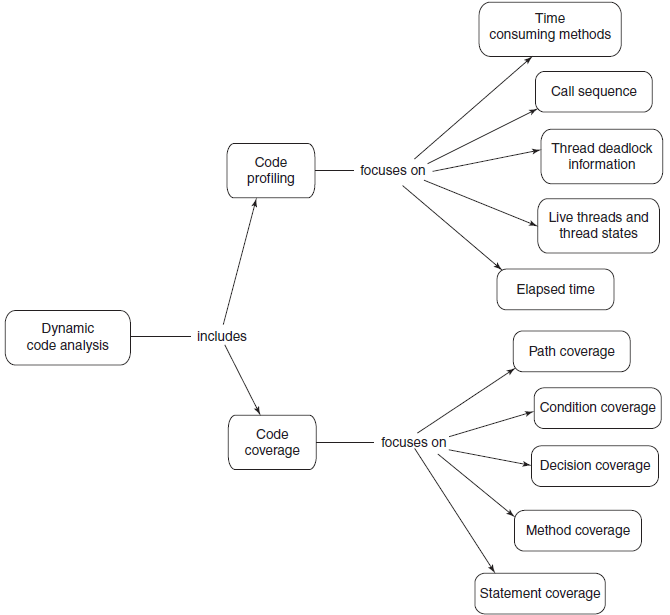 Time
consuming methods
Call sequence
Thread deadlock
information
Code
profiling
focuses on
Live threads and
thread states
Elapsed time
Dynamic
code analysis
includes
Path coverage
Condition coverage
Code
coverage
focuses on
Decision coverage
Method coverage
Statement coverage